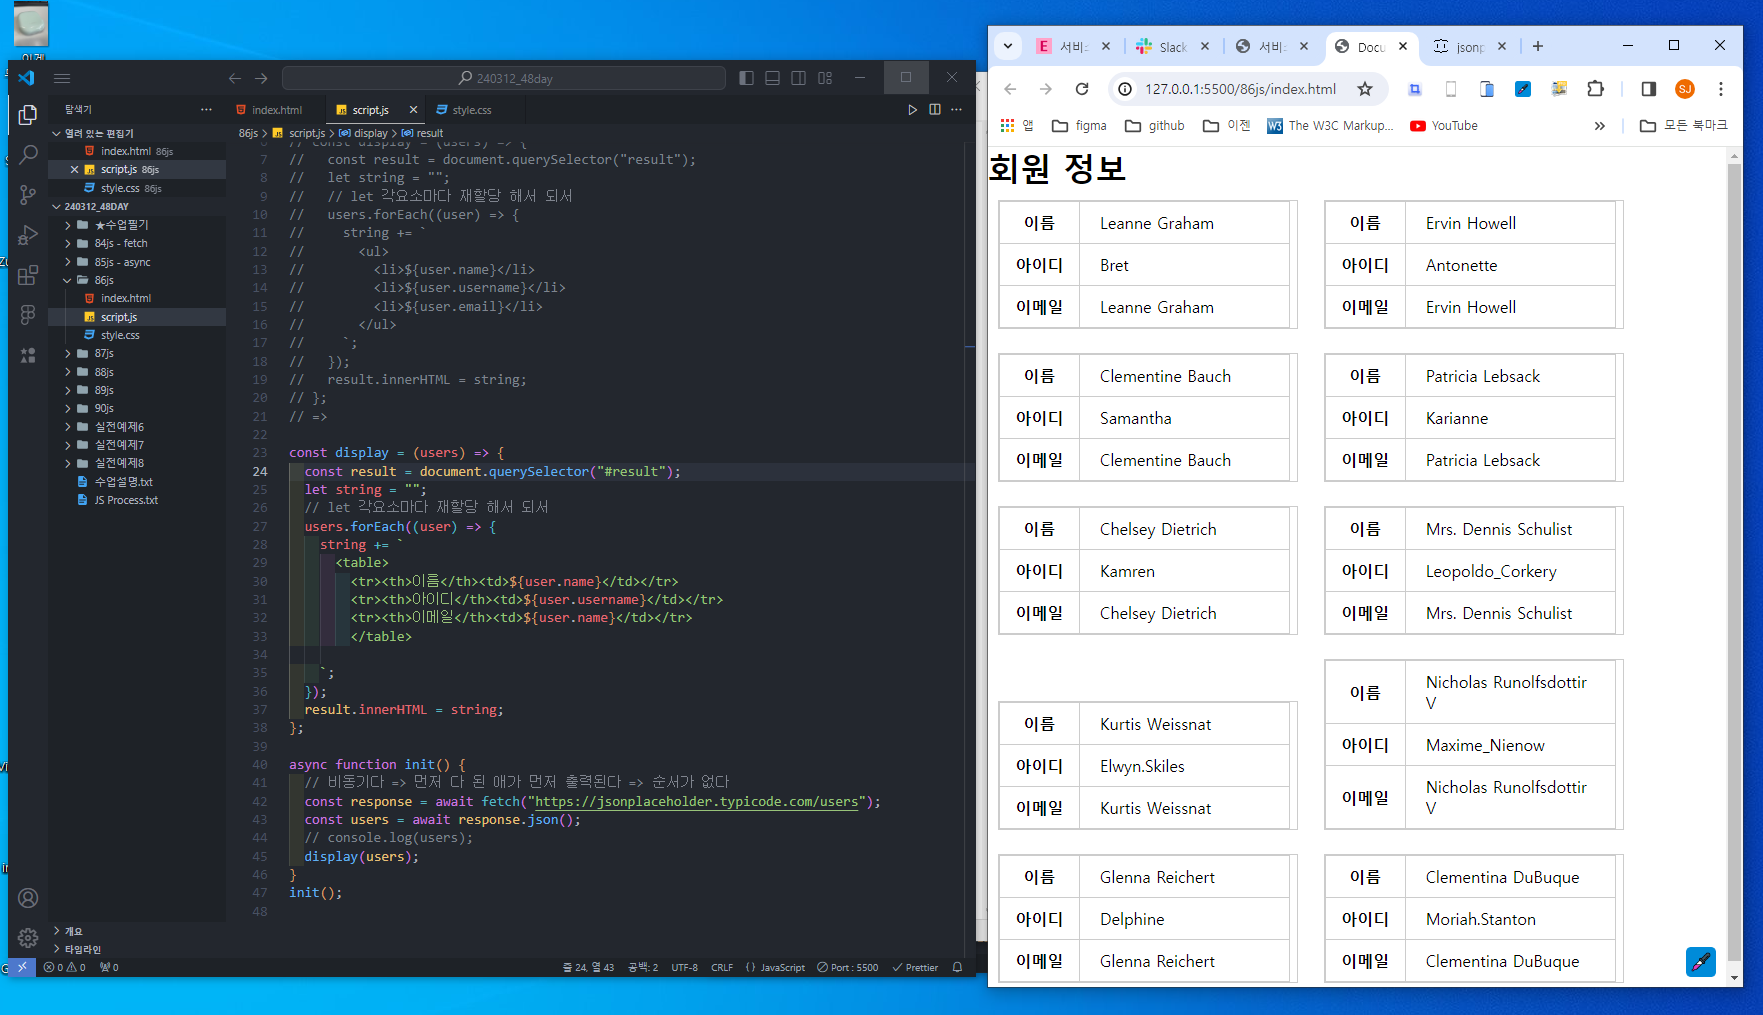 240312_48day
탐색기
열려 있는 편집기
index.html 86js
script.js 86js
style.css 86js
240312_48DAY
★수업필기
84js - fetch
85js - async
86js
index.html
script.js
style.css
87js
88js
89js
90js
실전예제6
실전예제7
실전예제8
수업설명.txt
JS Process.txt
개요
타임라인
index.html
script.js
style.css
86js > script.js > display > result
6 // const display = (users) => {
7 //   const result = document.querySelector("result");
8 //   let string = "";
9 //   // let 각요소마다 재할당 해서 되서
10 //   users.forEach((user) => {
11 //     string += `
12 //       <ul>
13 //         <li>${user.name}</li>
14 //         <li>${user.username}</li>
15 //         <li>${user.email}</li>
16 //       </ul>
17 //     `;
18 //   });
19 //   result.innerHTML = string;
20 // };
21 // =>
22
23 const display = (users) => {
24   const result = document.querySelector("#result");
25   let string = "";
26   // let 각요소마다 재할당 해서 되서
27   users.forEach((user) => {
28     string += `
29       <table>
30         <tr><th>이름</th><td>${user.name}</td></tr>
31         <tr><th>아이디</th><td>${user.username}</td></tr>
32         <tr><th>이메일</th><td>${user.name}</td></tr>
33         </table>
34
35     `;
36   });
37   result.innerHTML = string;
38 };
39
40 async function init() {
41   // 비동기다 => 먼저 다 된 애가 먼저 출력된다 => 순서가 없다
42   const response = await fetch("https://jsonplaceholder.typicode.com/users");
43   const users = await response.json();
44   // console.log(users);
45   display(users);
46 }
47 init();
48
0 0 0
줄 24, 열 43 공백: 2 UTF-8 CRLF {} JavaScript Port : 5500 Prettier
서비스 Slack 서비스 Docu jsonp
127.0.0.1:5500/86js/index.html SJ
앱 figma github 이젠 W3 The W3C Markup... YouTube » 모든 북마크
회원 정보
이름 Leanne Graham
아이디 Bret
이메일 Leanne Graham
이름 Ervin Howell
아이디 Antonette
이메일 Ervin Howell
이름 Clementine Bauch
아이디 Samantha
이메일 Clementine Bauch
이름 Patricia Lebsack
아이디 Karianne
이메일 Patricia Lebsack
이름 Chelsey Dietrich
아이디 Kamren
이메일 Chelsey Dietrich
이름 Mrs. Dennis Schulist
아이디 Leopoldo_Corkery
이메일 Mrs. Dennis Schulist
이름 Kurtis Weissnat
아이디 Elwyn.Skiles
이메일 Kurtis Weissnat
이름 Nicholas Runolfsdottir
V
아이디 Maxime_Nienow
이메일 Nicholas Runolfsdottir
V
이름 Glenna Reichert
아이디 Delphine
이메일 Glenna Reichert
이름 Clementina DuBuque
아이디 Moriah.Stanton
이메일 Clementina DuBuque